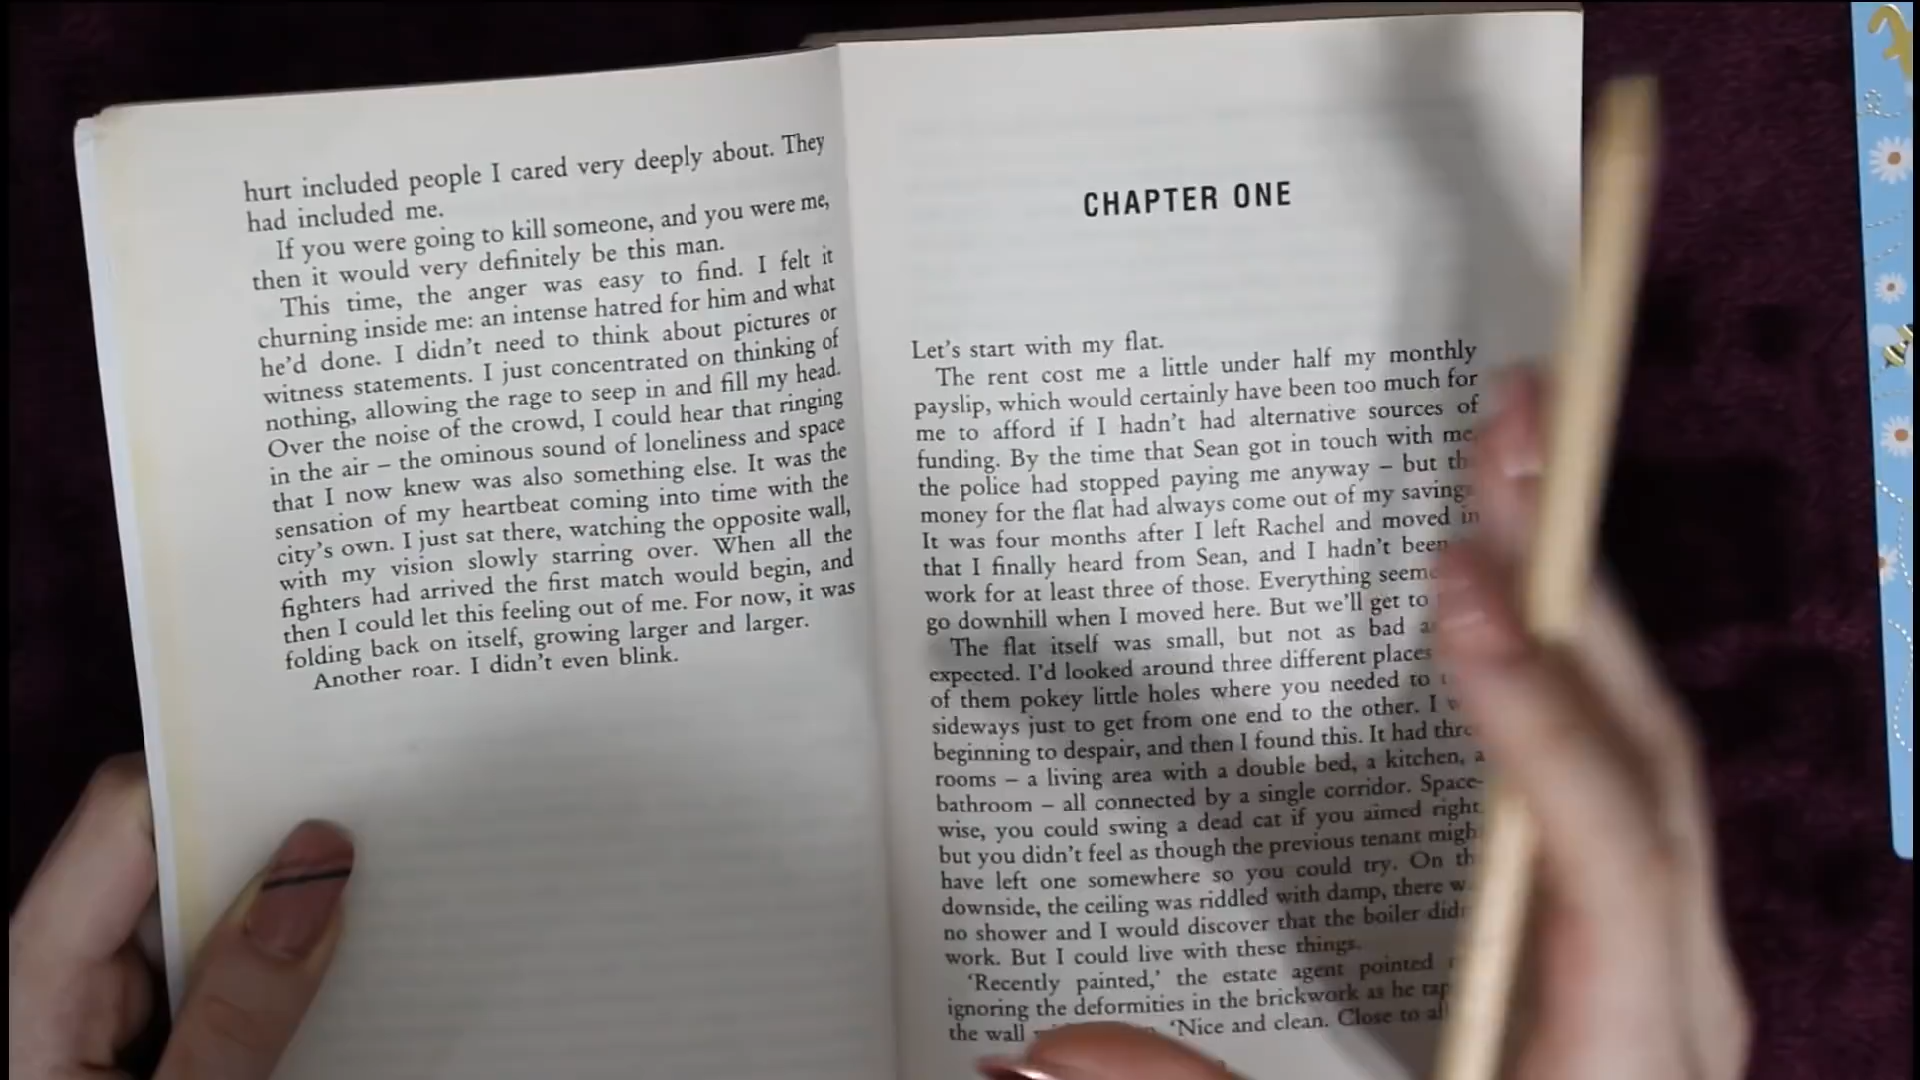 hurt included people I cared very deeply about. They
had included me.
If you were going to kill someone, and you were me,
then it would very definitely be this man.
This time, the anger was easy to find. I felt it
churning inside me: an intense hatred for him and what
he'd done. I didn't need to think about pictures or
witness statements. I just concentrated on thinking of
nothing, allowing the rage to seep in and fill my head.
Over the noise of the crowd, I could hear that ringing
in the air – the ominous sound of loneliness and space
that I now knew was also something else. It was the
sensation of my heartbeat coming into time with the
city's own. I just sat there, watching the opposite wall,
with my vision slowly starring over. When all the
fighters had arrived the first match would begin, and
then I could let this feeling out of me. For now, it was
folding back on itself, growing larger and larger.
Another roar. I didn't even blink.
CHAPTER ONE
Let's start with my flat.
The rent cost me a little under half my monthly
payslip, which would certainly have been too much for
me to afford if I hadn't had alternative sources of
funding. By the time that Sean got in touch with me,
the police had stopped paying me anyway – but
money for the flat had always come out of my
It was four months after I left Rachel and moved in
that I finally heard from Sean, and I hadn't been
work for at least three of those. Everything
go downhill when I moved here. But we'll get to
The flat itself was small, but not as bad
expected. I'd looked around three different places
of them pokey little holes where you needed to
sideways just to get from one end to the other. I
beginning to despair, and then I found this. It had
rooms – a living area with a double bed, a kitchen, a
bathroom – all connected by a single corridor. Space-
wise, you could swing a dead cat if you aimed right,
but you didn't feel as though the previous tenant
have left one somewhere so you could try. On
downside, the ceiling was riddled with damp, there
no shower and I would discover that the boiler
work. But I could live with these things.
'Recently painted,' the estate agent pointed
ignoring the deformities in the brickwork as he
the wall 'Nice and clean. Close to